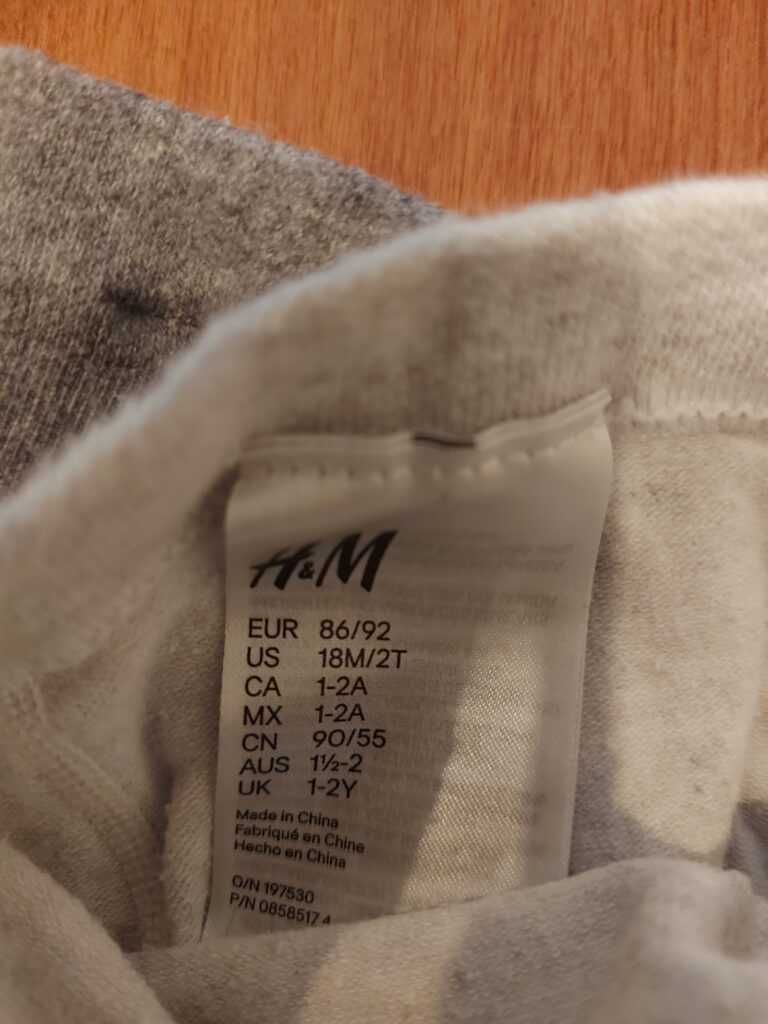 H&M
EUR 86/92
US 18M/2T
CA 1-2A
MX 1-2A
CN 90/55
AUS 1½-2
UK 1-2Y
Made in China
Fabriqué en Chine
Hecho en China
O/N 197530
P/N 0858517